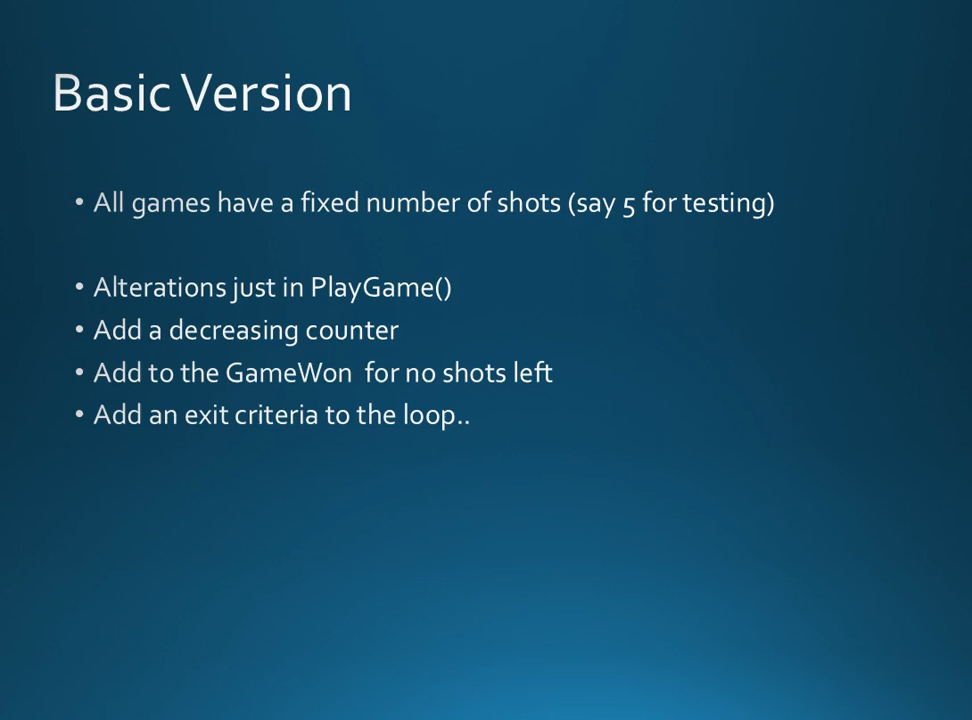 Basic Version
• All games have a fixed number of shots (say 5 for testing)
• Alterations just in PlayGame()
• Add a decreasing counter
• Add to the GameWon  for no shots left
• Add an exit criteria to the loop..